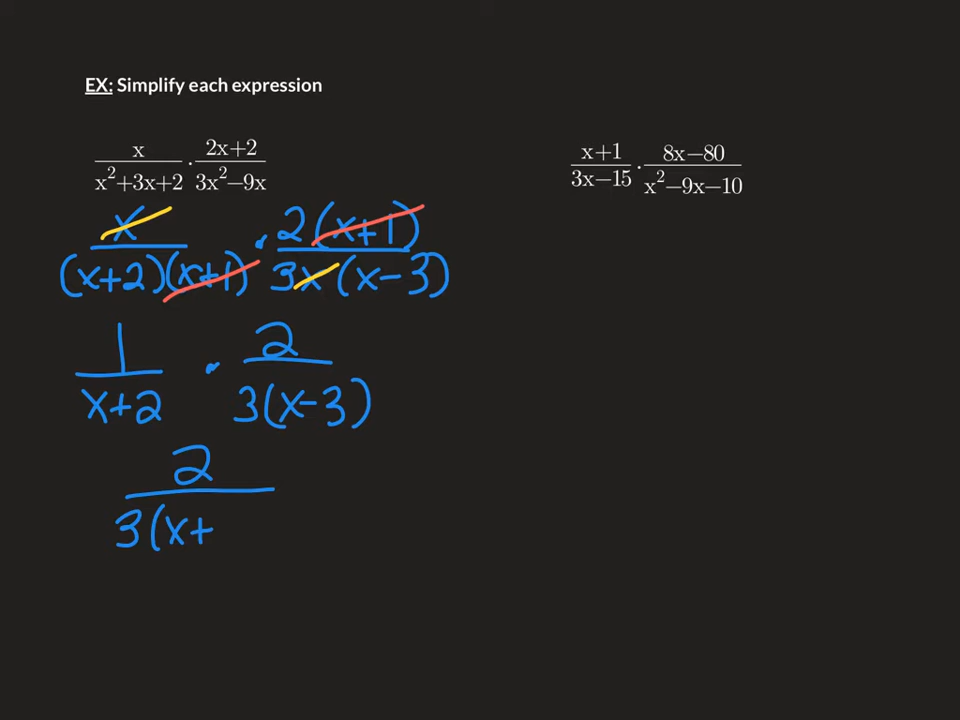 EX: Simplify each expression
x/(x²+3x+2) · (2x+2)/(3x²−9x)
(x+1)/(3x−15) · (8x−80)/(x²−9x−10)
x/((x+2)(x+1)) · 2(x+1)/(3x(x−3))
1/(x+2) · 2/(3(x−3))
2/(3(x+